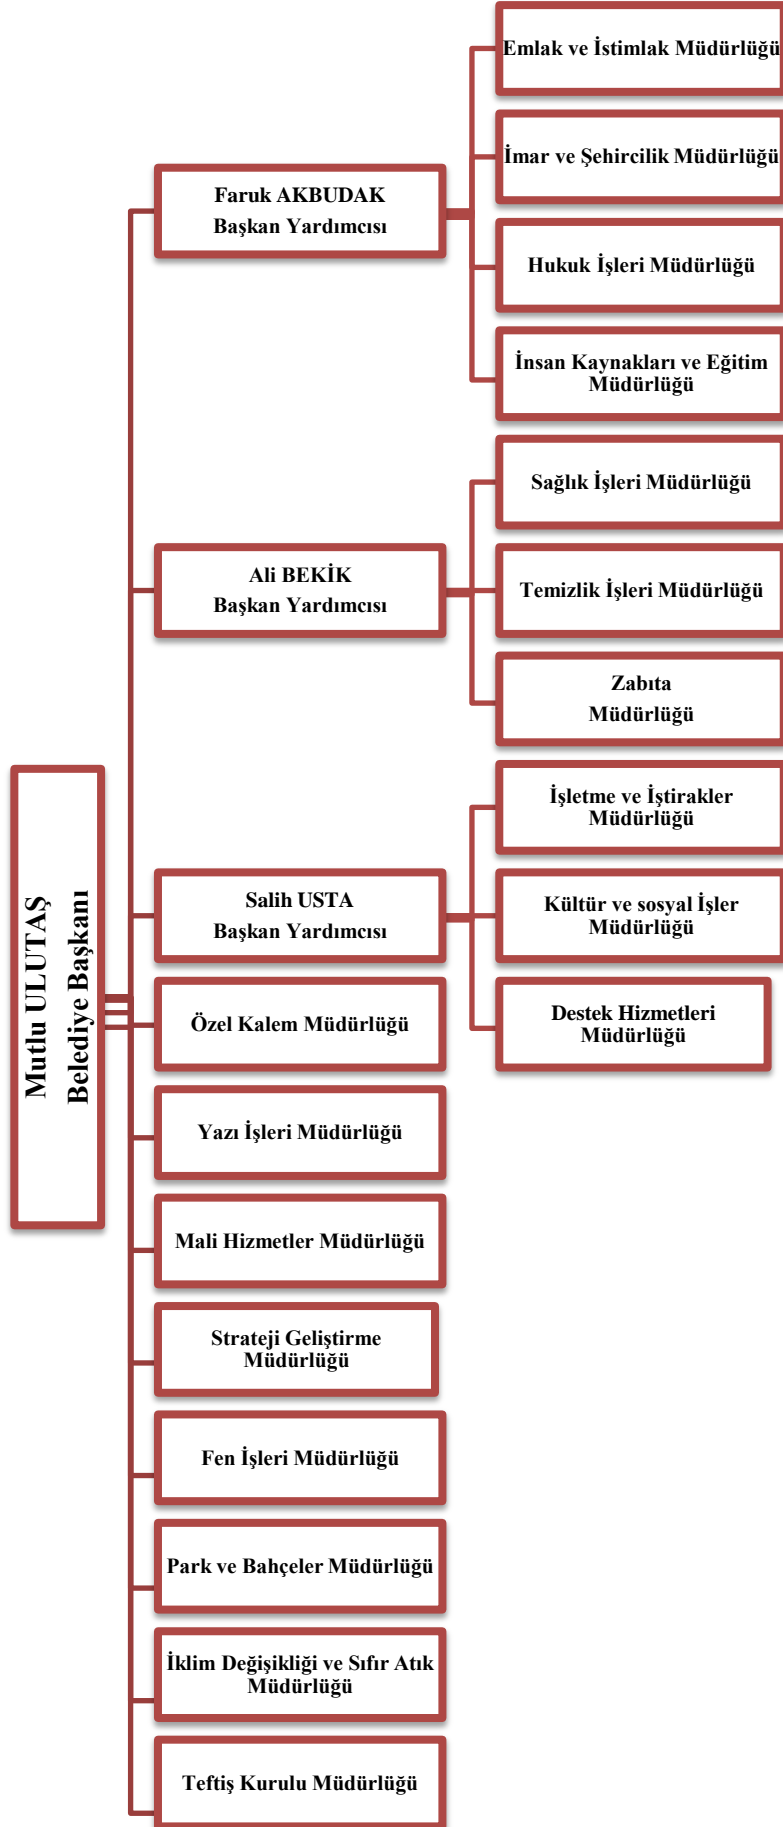 Mutlu ULUTAŞ
Belediye Başkanı
Faruk AKBUDAK
Başkan Yardımcısı
Emlak ve İstimlak Müdürlüğü
İmar ve Şehircilik Müdürlüğü
Hukuk İşleri Müdürlüğü
İnsan Kaynakları ve Eğitim
Müdürlüğü
Ali BEKİK
Başkan Yardımcısı
Sağlık İşleri Müdürlüğü
Temizlik İşleri Müdürlüğü
Zabıta
Müdürlüğü
Salih USTA
Başkan Yardımcısı
İşletme ve İştirakler
Müdürlüğü
Kültür ve sosyal İşler
Müdürlüğü
Destek Hizmetleri
Müdürlüğü
Özel Kalem Müdürlüğü
Yazı İşleri Müdürlüğü
Mali Hizmetler Müdürlüğü
Strateji Geliştirme
Müdürlüğü
Fen İşleri Müdürlüğü
Park ve Bahçeler Müdürlüğü
İklim Değişikliği ve Sıfır Atık
Müdürlüğü
Teftiş Kurulu Müdürlüğü